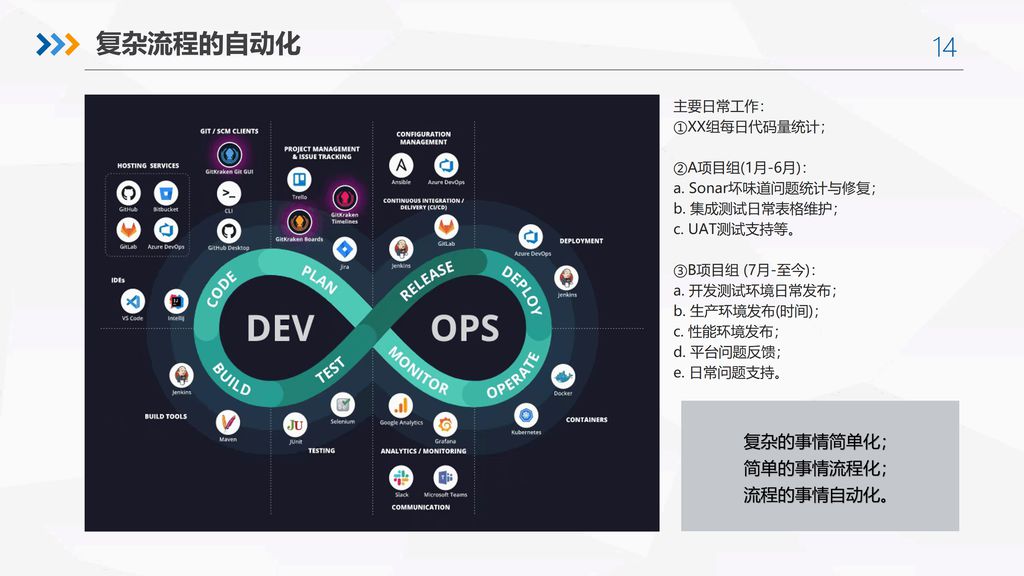 复杂流程的自动化
14
GIT / SCM CLIENTS
GitKraken Git GUI
HOSTING SERVICES
GitHub
Bitbucket
CLI
GitLab
Azure DevOps
GitHub Desktop
PROJECT MANAGEMENT
& ISSUE TRACKING
Trello
GitKraken
Timelines
GitKraken Boards
Jira
CONFIGURATION
MANAGEMENT
Ansible
Azure DevOps
CONTINUOUS INTEGRATION /
DELIVERY (CI/CD)
GitLab
Jenkins
Azure DevOps
DEPLOYMENT
Jenkins
IDEs
VS Code
IntelliJ
CODE
PLAN
RELEASE
DEPLOY
DEV
OPS
BUILD
TEST
MONITOR
OPERATE
Jenkins
BUILD TOOLS
Maven
JUnit
Selenium
TESTING
Google Analytics
Grafana
ANALYTICS / MONITORING
Slack
Microsoft Teams
COMMUNICATION
Docker
Kubernetes
CONTAINERS
主要日常工作：
①XX组每日代码量统计；
②A项目组(1月-6月)：
a. Sonar坏味道问题统计与修复；
b. 集成测试日常表格维护；
c. UAT测试支持等。
③B项目组 (7月-至今)：
a. 开发测试环境日常发布；
b. 生产环境发布(时间)；
c. 性能环境发布；
d. 平台问题反馈；
e. 日常问题支持。
复杂的事情简单化；
简单的事情流程化；
流程的事情自动化。